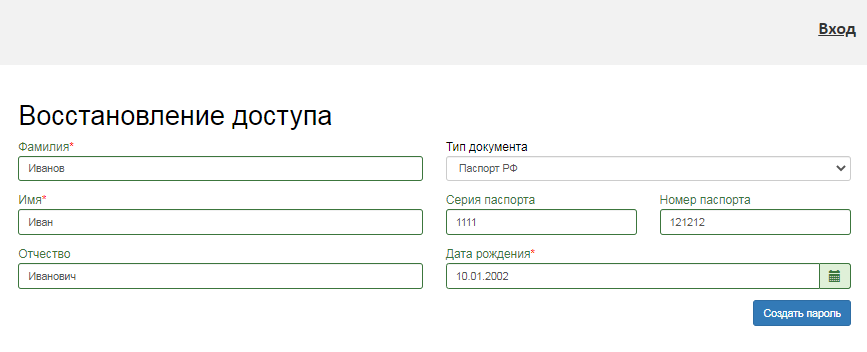 Вход
Восстановление доступа
Фамилия*
Тип документа
Иванов
Паспорт РФ
Имя*
Серия паспорта
Номер паспорта
Иван
1111
121212
Отчество
Дата рождения*
Иванович
10.01.2002
Создать пароль